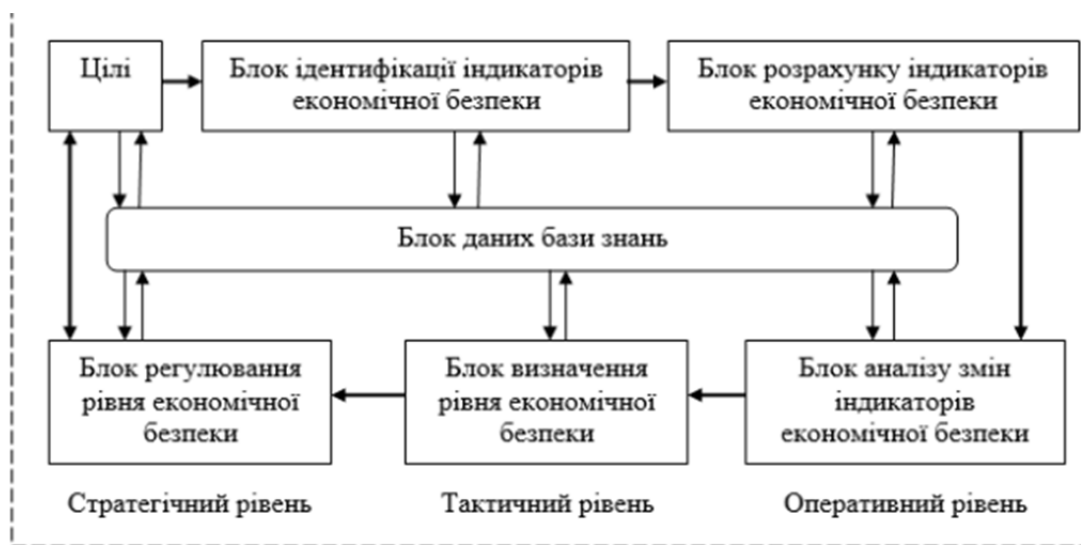 Цілі
Блок ідентифікації індикаторів
економічної безпеки
Блок розрахунку індикаторів
економічної безпеки
Блок даних бази знань
Блок регулювання
рівня економічної
безпеки
Блок визначення
рівня економічної
безпеки
Блок аналізу змін
індикаторів
економічної безпеки
Стратегічний рівень
Тактичний рівень
Оперативний рівень